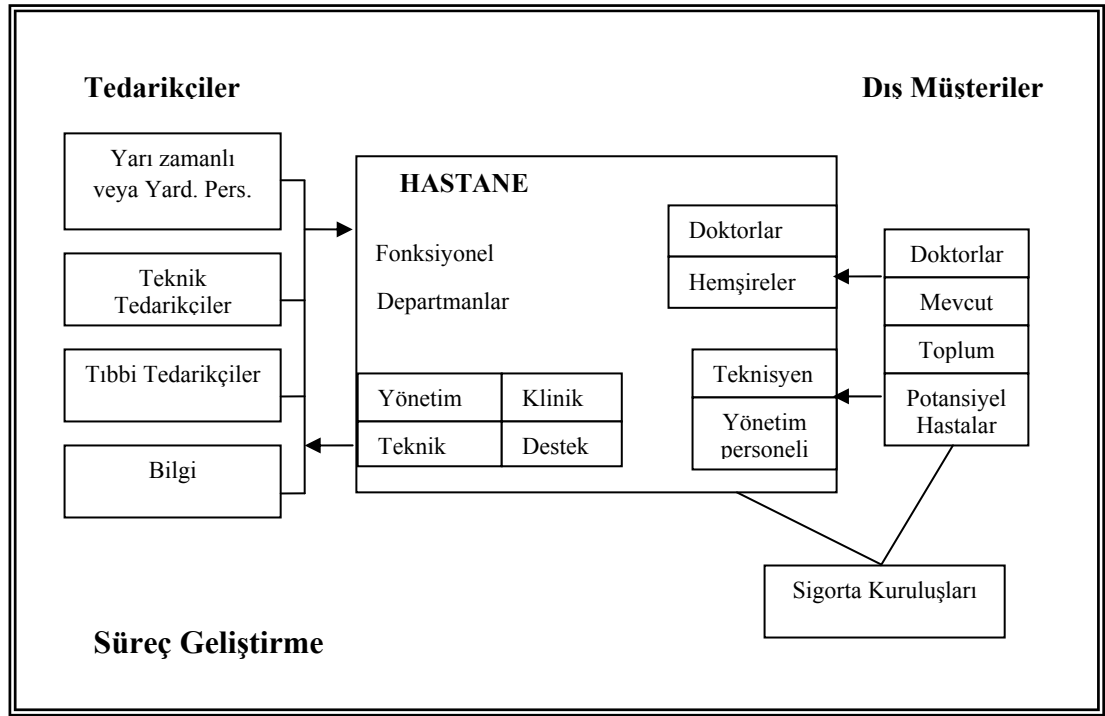 Tedarikçiler
Dış Müşteriler
Yarı zamanlı
veya Yard. Pers.
Teknik
Tedarikçiler
Tıbbi Tedarikçiler
Bilgi
HASTANE
Fonksiyonel
Departmanlar
Yönetim
Klinik
Teknik
Destek
Doktorlar
Hemşireler
Teknisyen
Yönetim
personeli
Doktorlar
Mevcut
Toplum
Potansiyel
Hastalar
Sigorta Kuruluşları
Süreç Geliştirme